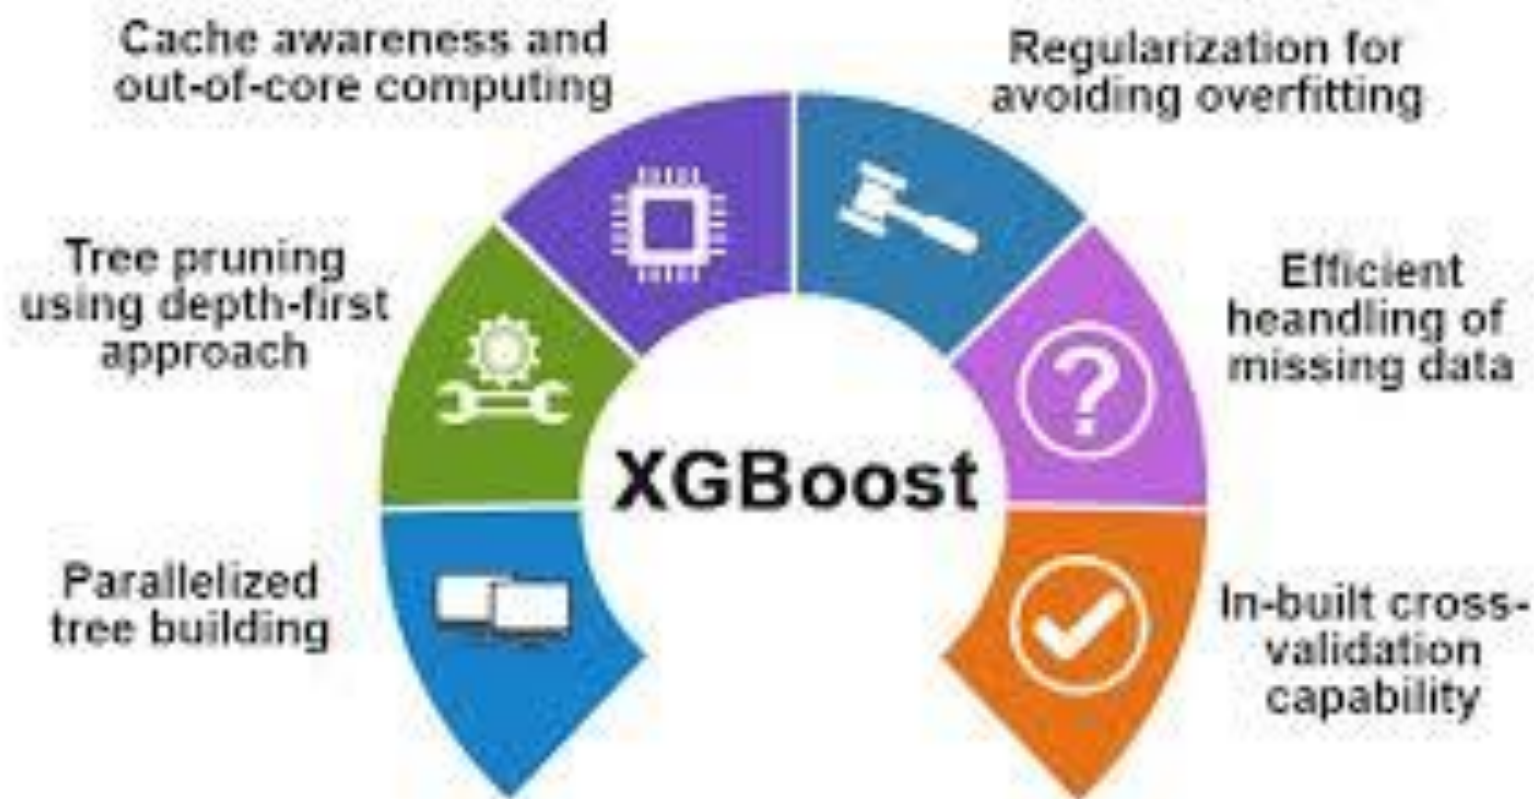 Cache awareness and
out-of-core computing
Regularization for
avoiding overfitting
Tree pruning
using depth-first
approach
Efficient
heandling of
missing data
XGBoost
Parallelized
tree building
In-built cross-
validation
capability